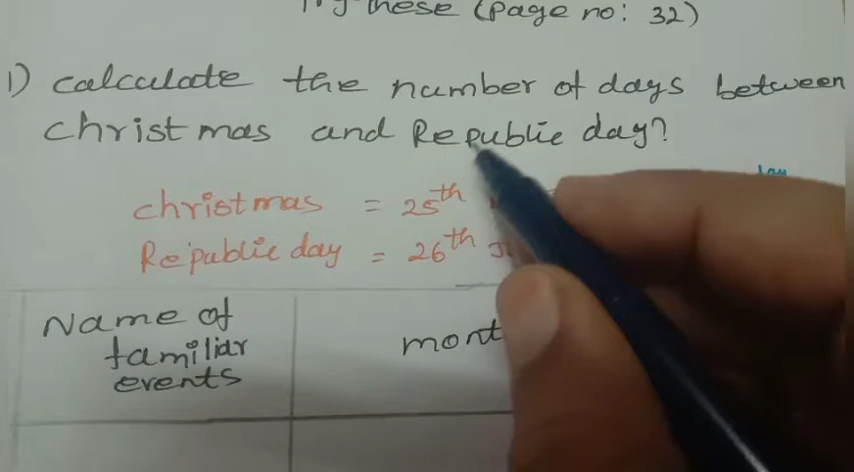 these (page no: 32)
1) calculate the number of days between
christmas and Republic day?
christmas = 25th
Republic day = 26th
Name of
familiar
events
mont